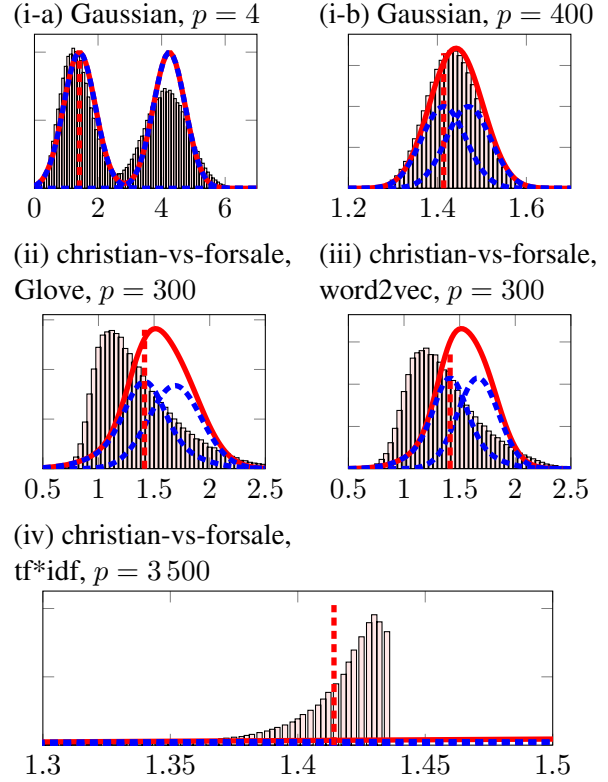 (i-a) Gaussian, p = 4
(i-b) Gaussian, p = 400
0 2 4 6
1.2 1.4 1.6
(ii) christian-vs-forsale,
Glove, p = 300
(iii) christian-vs-forsale,
word2vec, p = 300
0.5 1 1.5 2 2.5
0.5 1 1.5 2 2.5
(iv) christian-vs-forsale,
tf*idf, p = 3 500
1.3 1.35 1.4 1.45 1.5